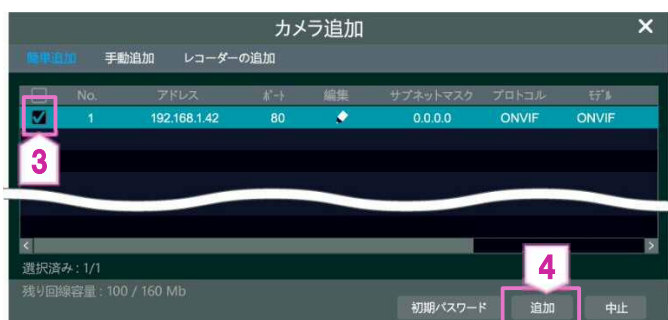 カメラ追加
簡単追加 手動追加 レコーダーの追加
No. アドレス ポート 編集 サブネットマスク プロトコル モデル
1 192.168.1.42 80 0.0.0.0 ONVIF ONVIF
3
選択済み : 1/1
4
残り回線容量 : 100 / 160 Mb
初期パスワード 追加 中止